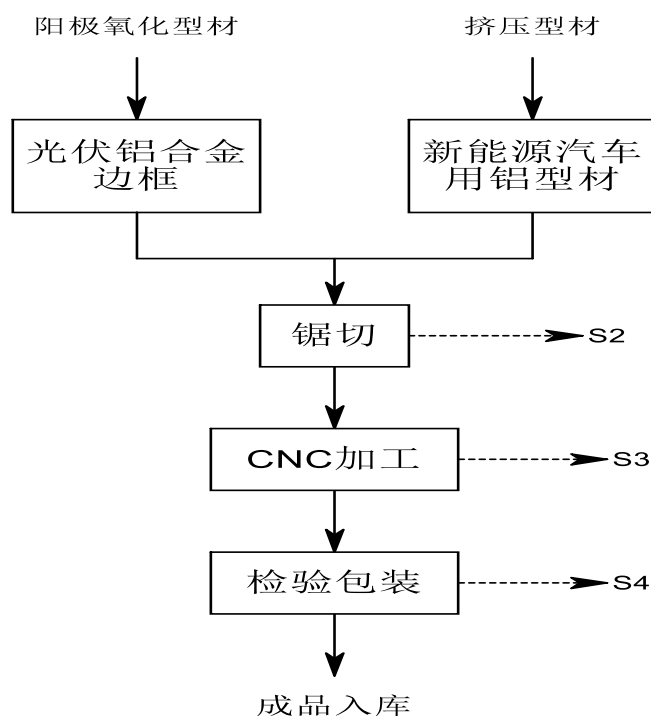 阳极氧化型材
挤压型材
光伏铝合金
边框
新能源汽车
用铝型材
锯切
S2
CNC加工
S3
检验包装
S4
成品入库